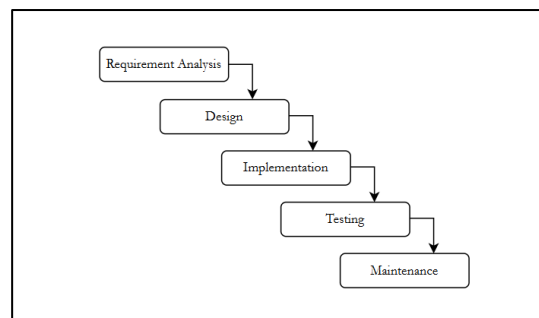 Requirement Analysis
Design
Implementation
Testing
Maintenance